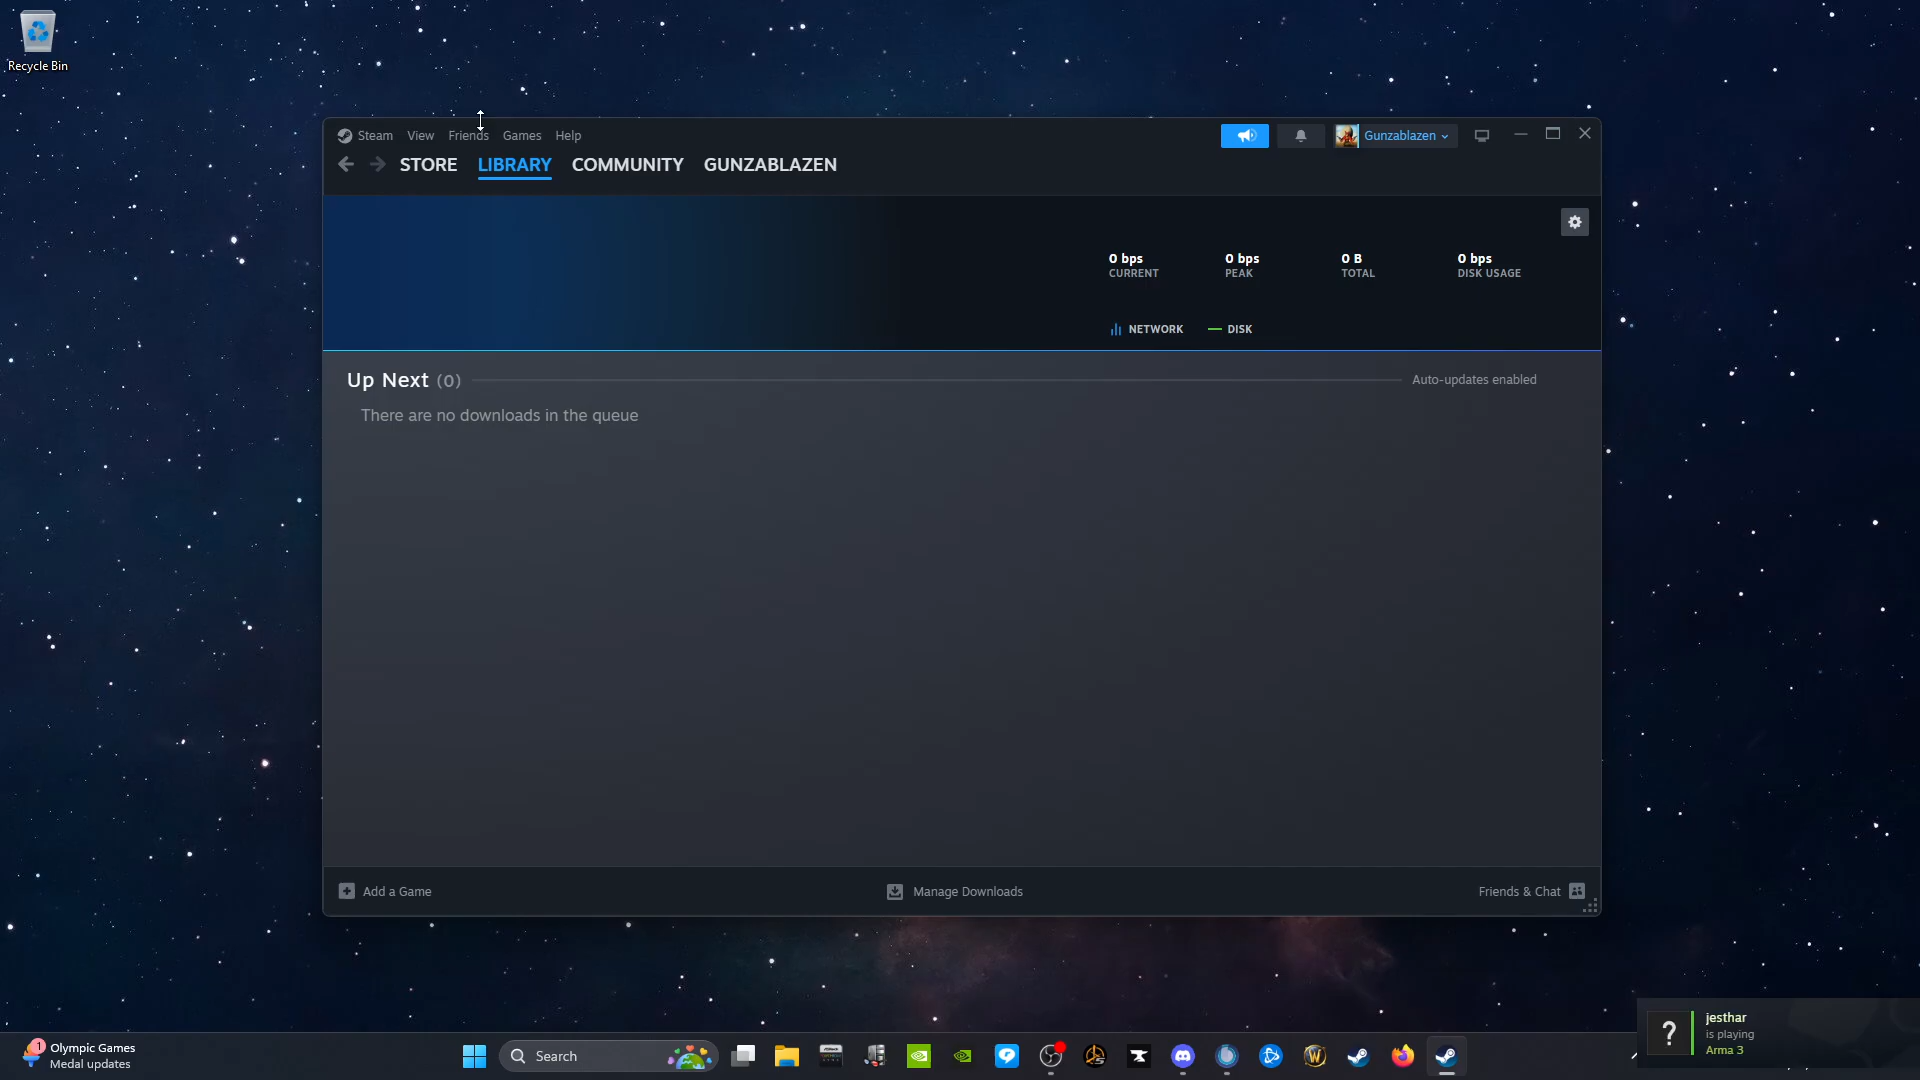 Recycle Bin
Steam View Friends Games Help
Gunzablazen
STORE LIBRARY COMMUNITY GUNZABLAZEN
0 bps 0 bps 0 B 0 bps
CURRENT PEAK TOTAL DISK USAGE
NETWORK DISK
Up Next (0) Auto-updates enabled
There are no downloads in the queue
Add a Game Manage Downloads Friends & Chat
?
jesthar
is playing
Arma 3
1
Olympic Games
Medal updates
Search